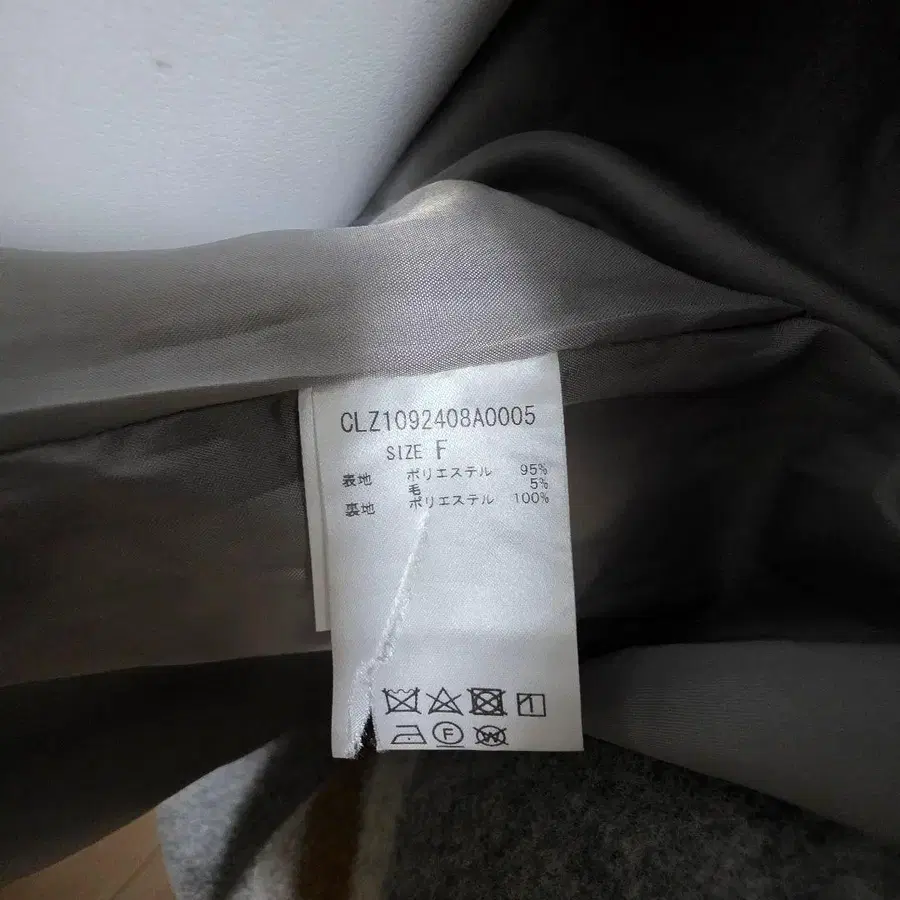 CLZ1092408A0005
SIZE F
表地 ポリエステル 95%
毛 5%
裏地 ポリエステル 100%
F
W